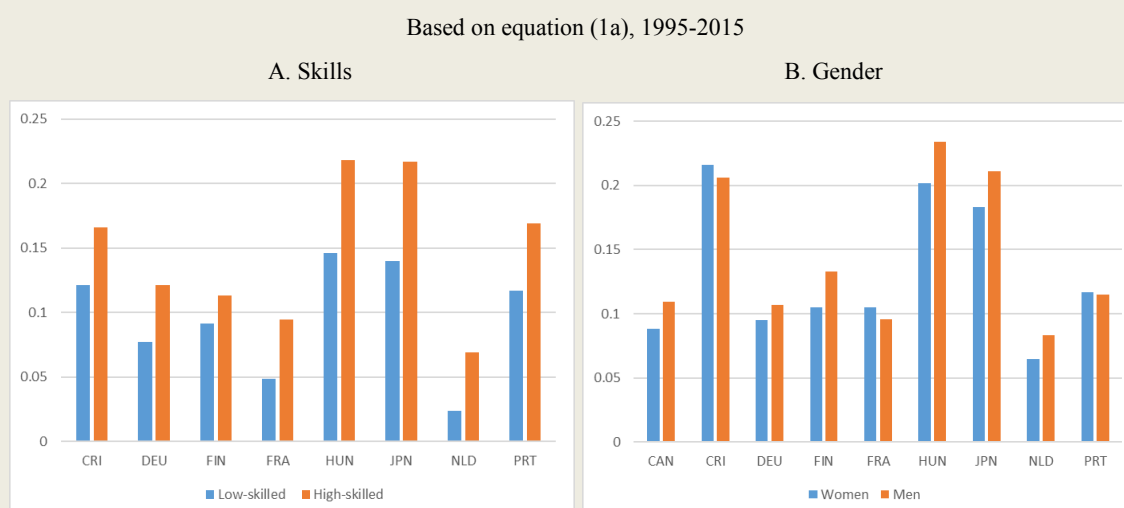 Based on equation (1a), 1995-2015
A. Skills
B. Gender
0.25
0.2
0.15
0.1
0.05
0
CRI DEU FIN FRA HUN JPN NLD PRT
Low-skilled High-skilled
0.25
0.2
0.15
0.1
0.05
0
CAN CRI DEU FIN FRA HUN JPN NLD PRT
Women Men